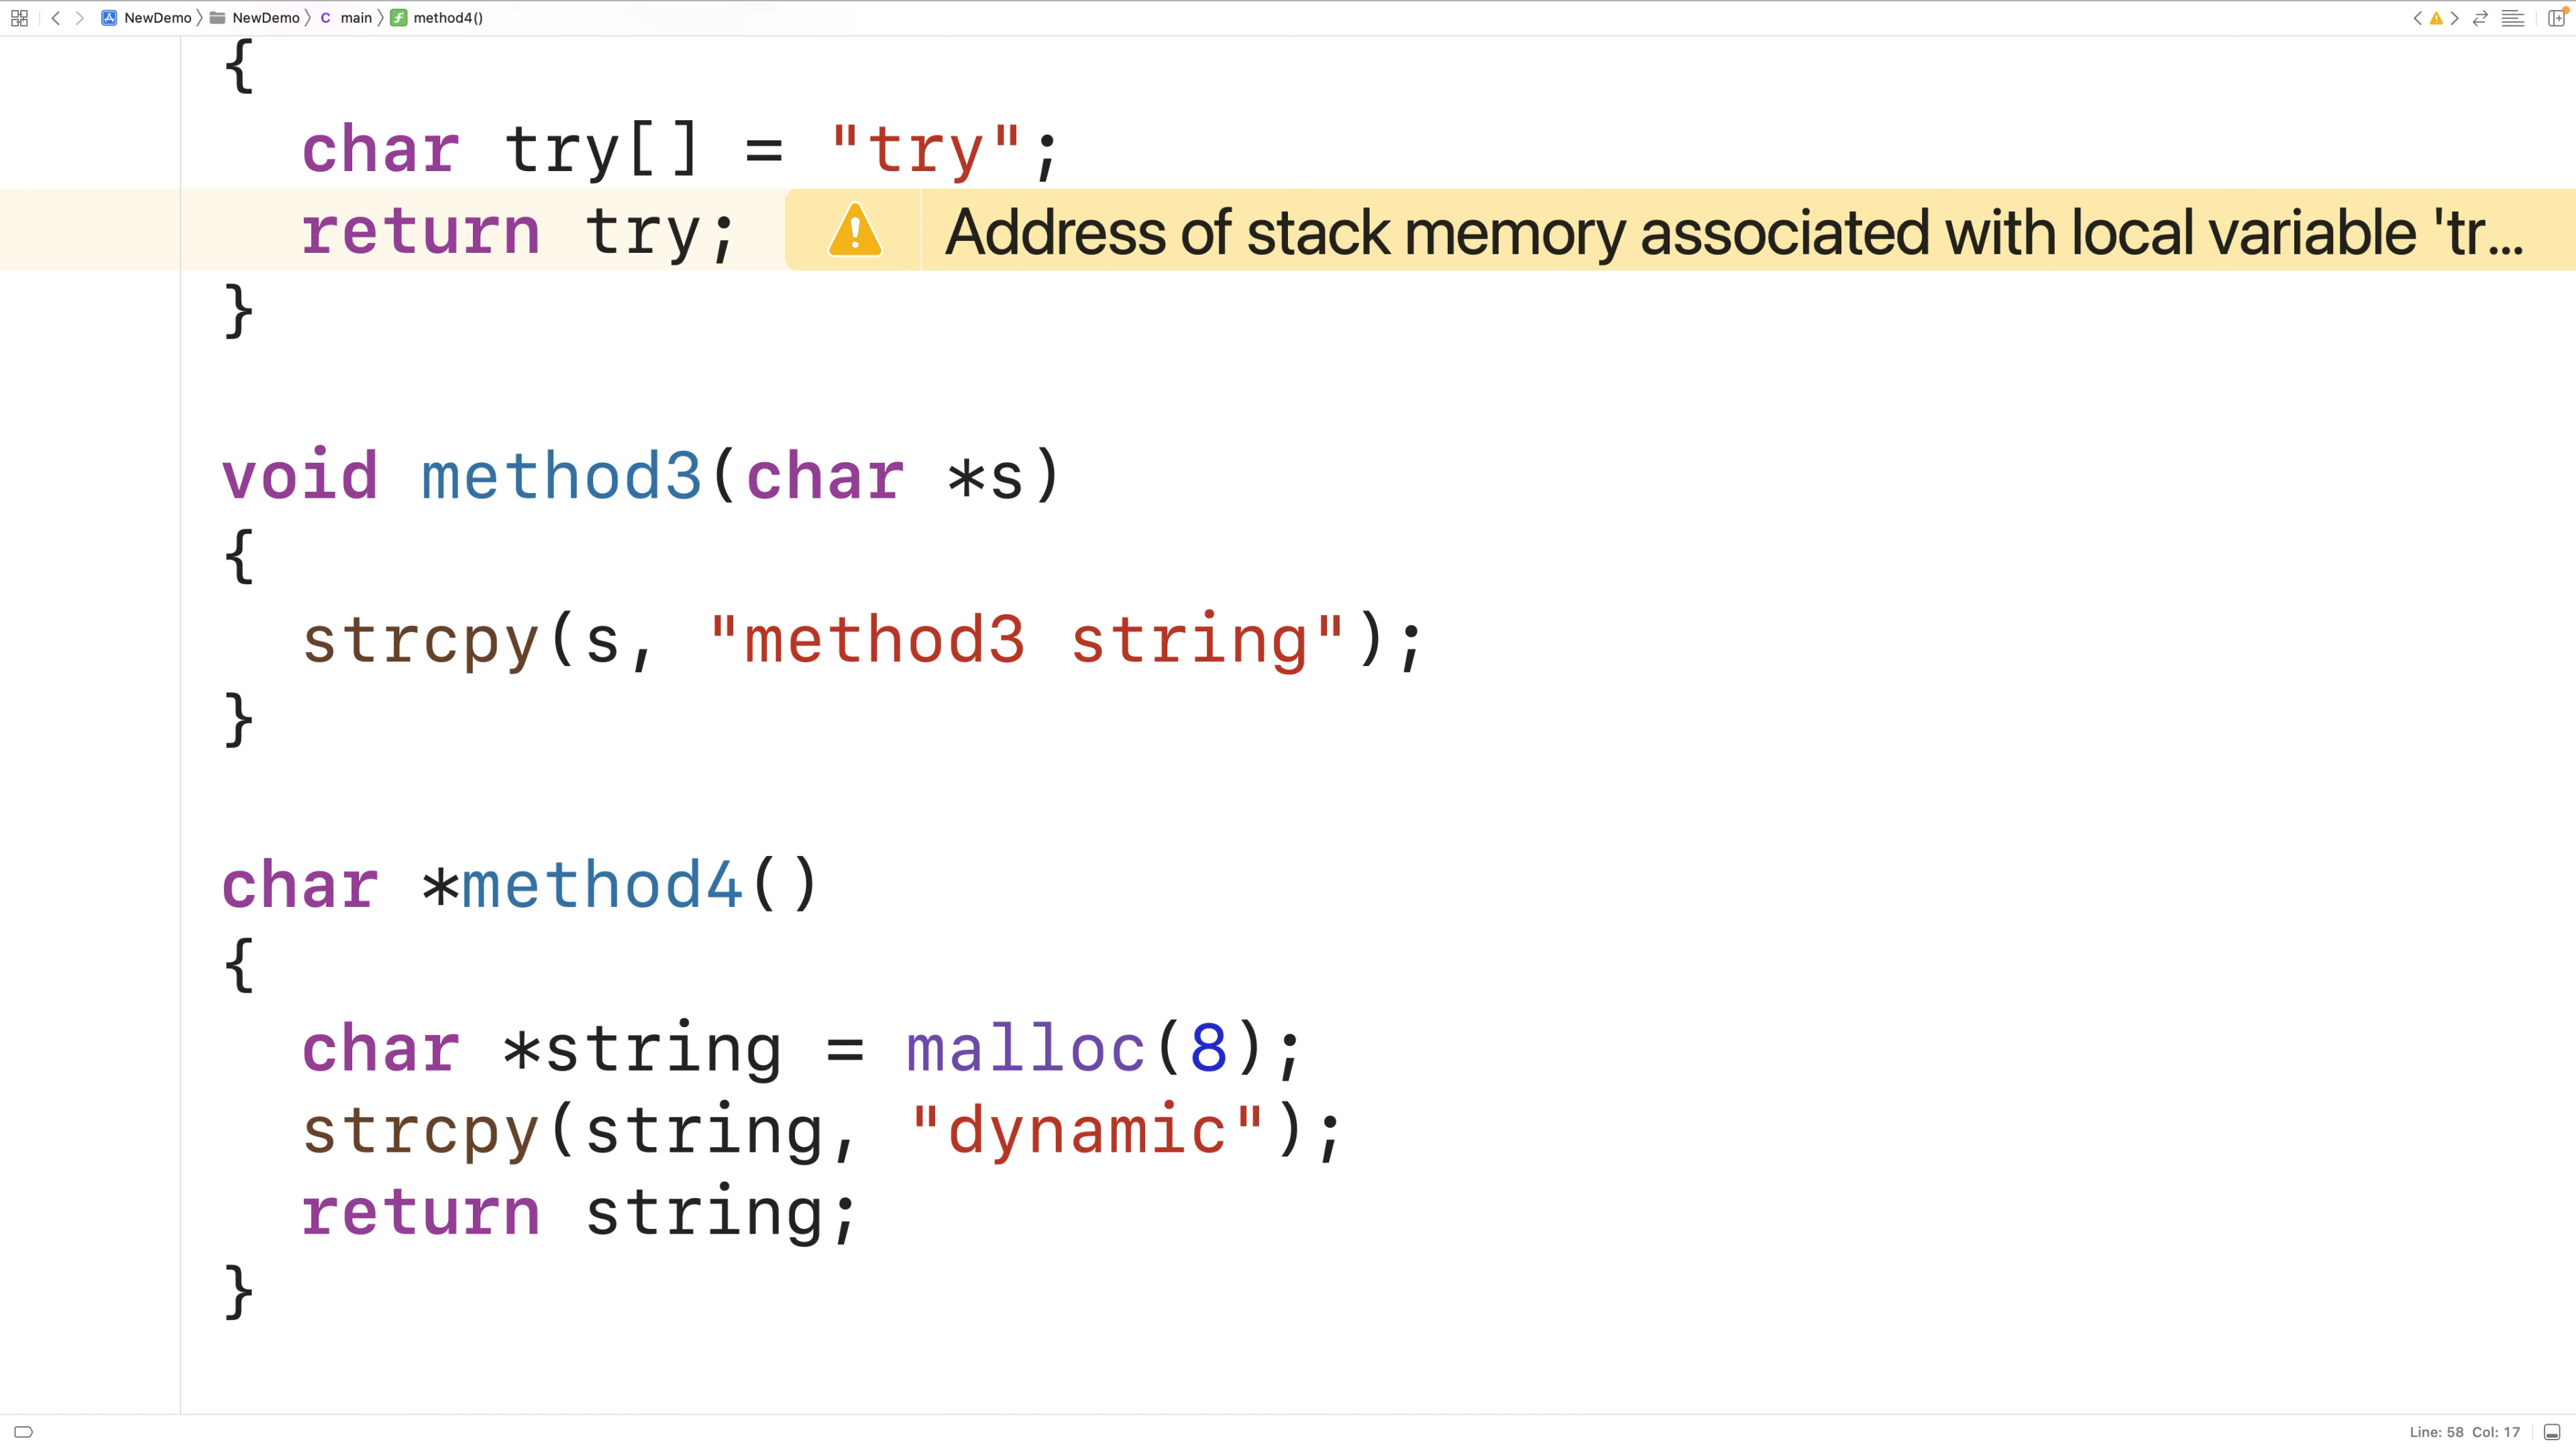 NewDemo NewDemo C main f method4()
{
char try[] = "try";
return try; Address of stack memory associated with local variable 'tr...
}
void method3(char *s)
{
strcpy(s, "method3 string");
}
char *method4()
{
char *string = malloc(8);
strcpy(string, "dynamic");
return string;
}
Line: 58 Col: 17